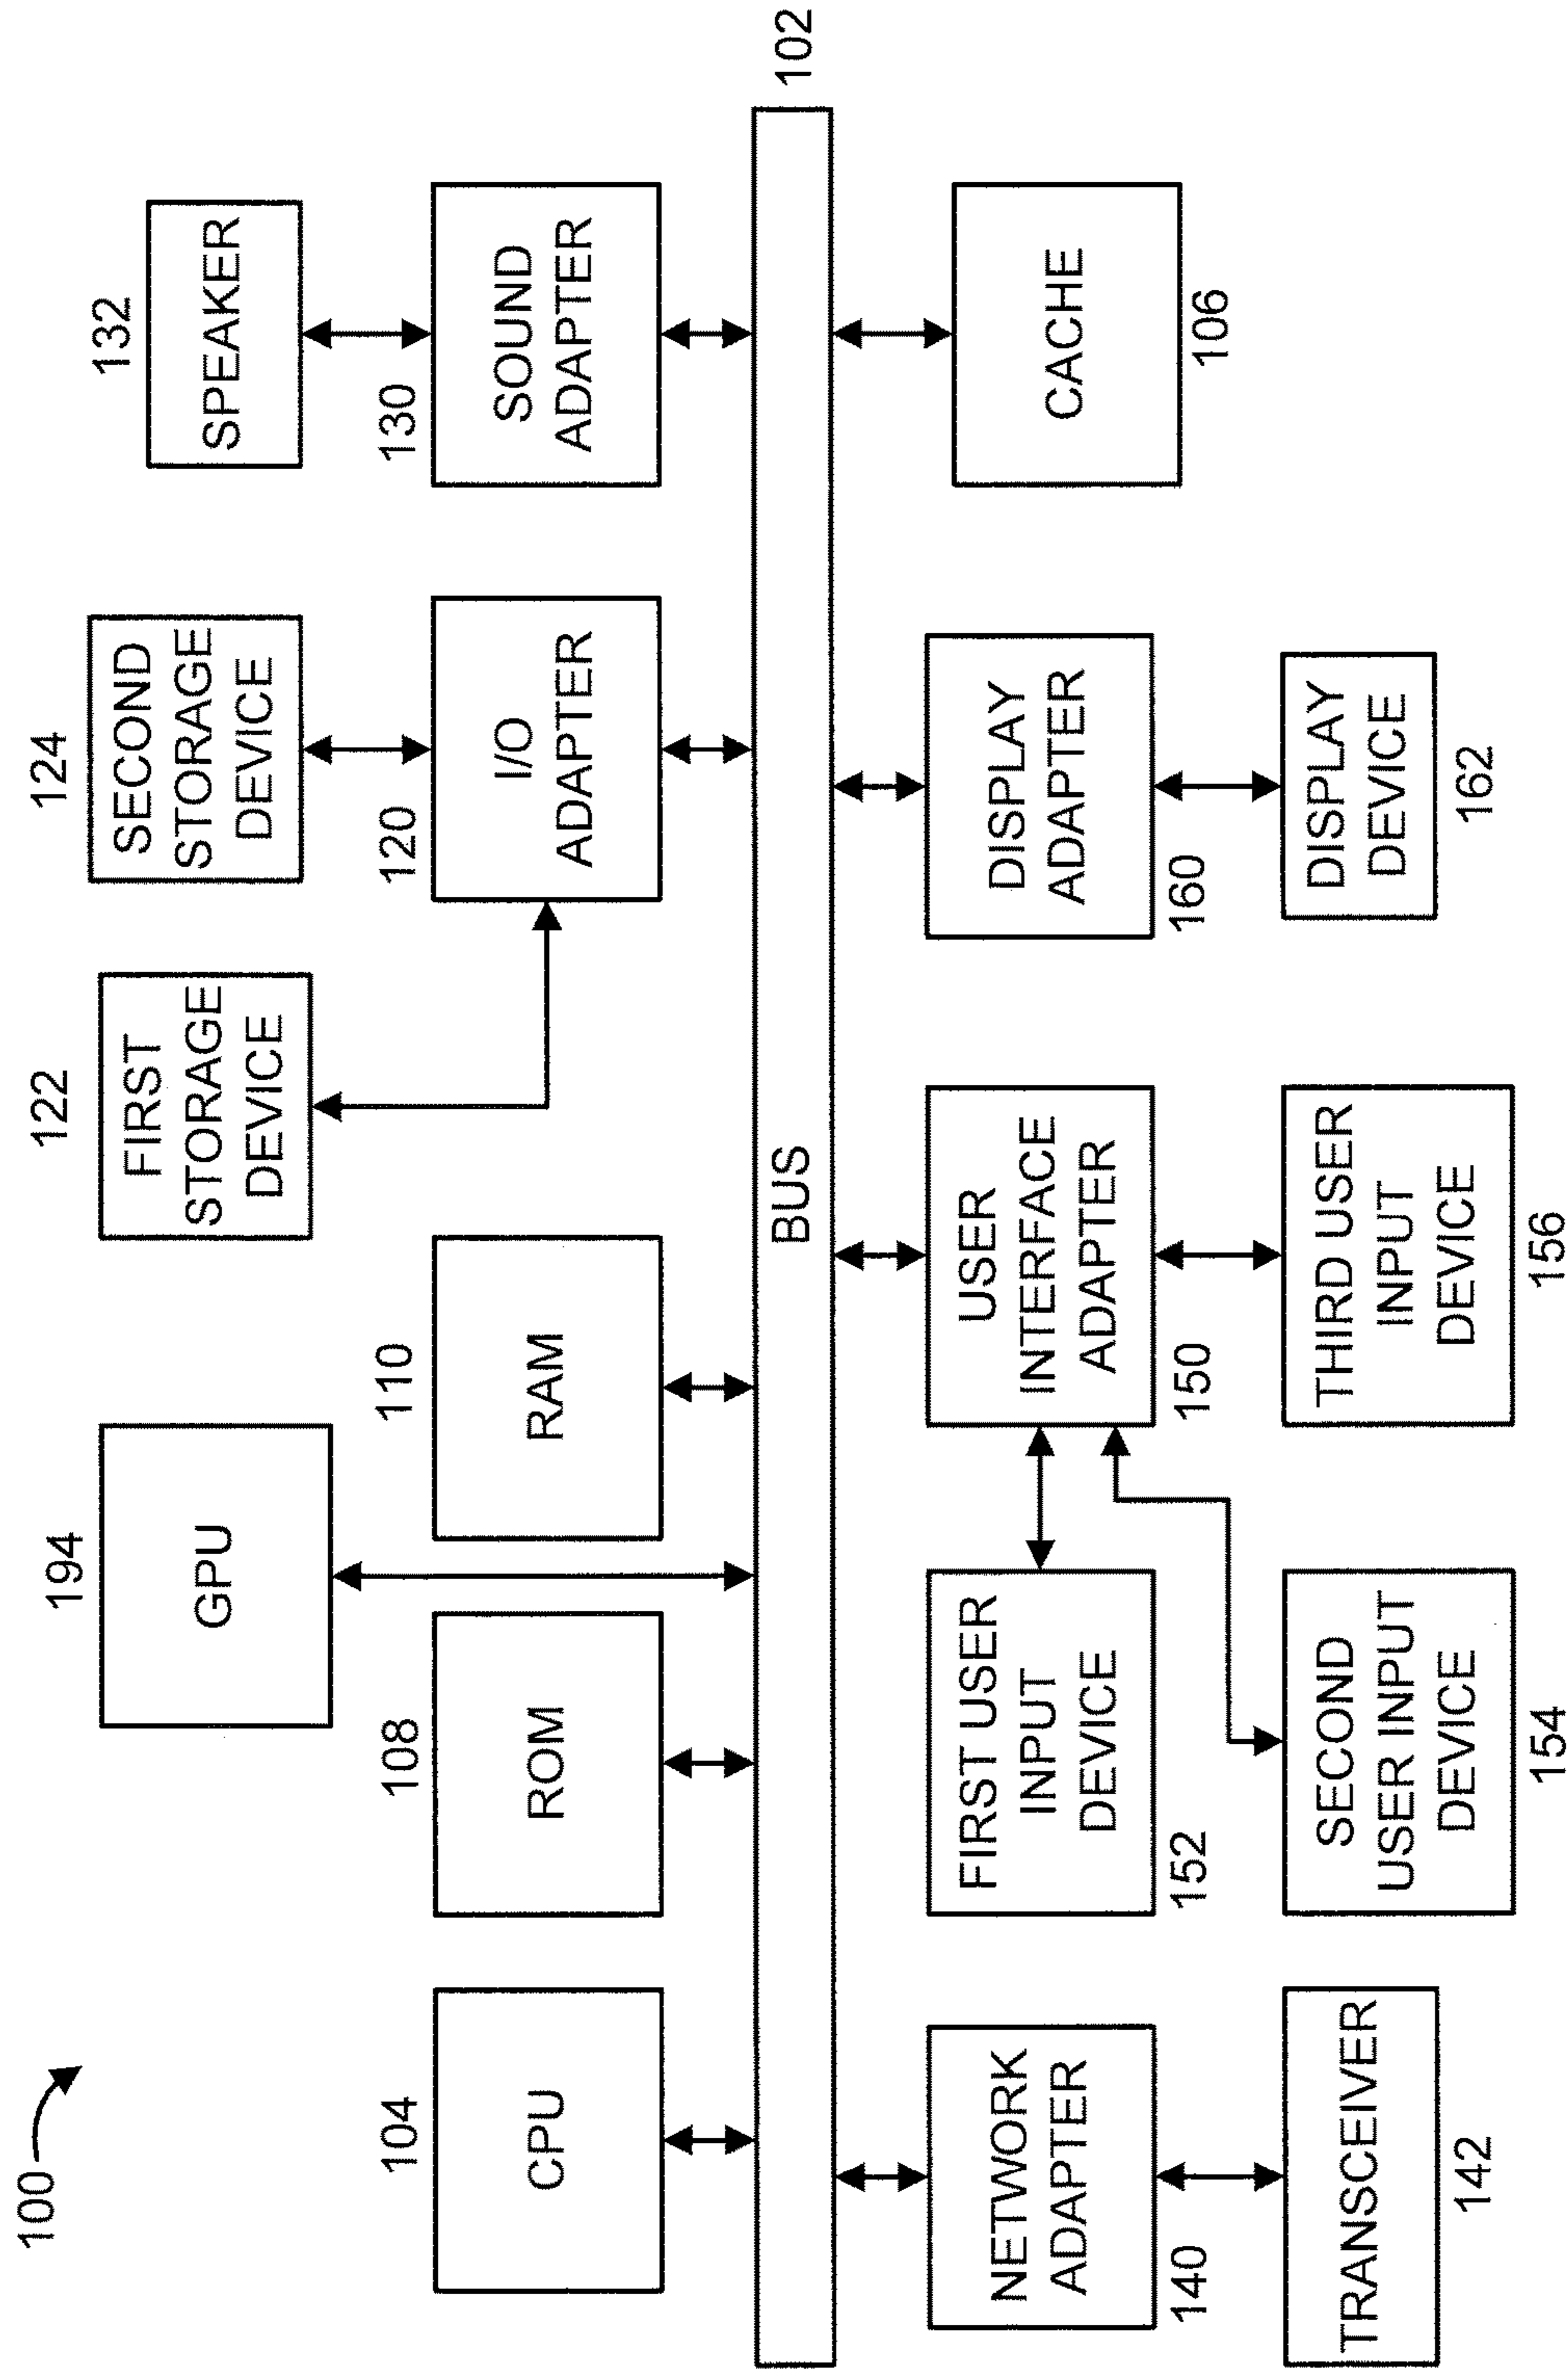 100
194
GPU
122
FIRST
STORAGE
DEVICE
124
SECOND
STORAGE
DEVICE
132
SPEAKER
104
CPU
108
ROM
110
RAM
120
I/O
ADAPTER
130
SOUND
ADAPTER
BUS
102
NETWORK
ADAPTER
140
FIRST USER
INPUT
DEVICE
152
USER
INTERFACE
ADAPTER
150
DISPLAY
ADAPTER
160
CACHE
106
TRANSCEIVER
142
SECOND
USER INPUT
DEVICE
154
THIRD USER
INPUT
DEVICE
156
DISPLAY
DEVICE
162